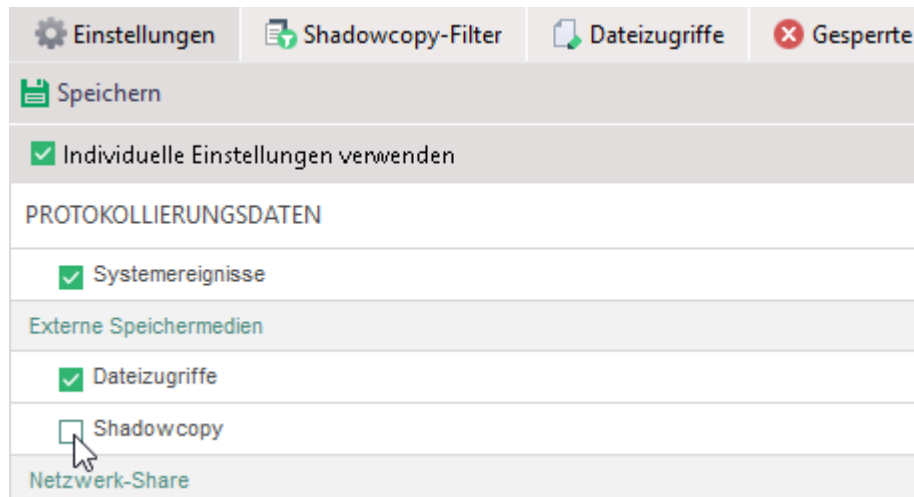 Einstellungen Shadowcopy-Filter Dateizugriffe Gesperrte
Speichern
Individuelle Einstellungen verwenden
PROTOKOLLIERUNGSDATEN
Systemereignisse
Externe Speichermedien
Dateizugriffe
Shadowcopy
Netzwerk-Share